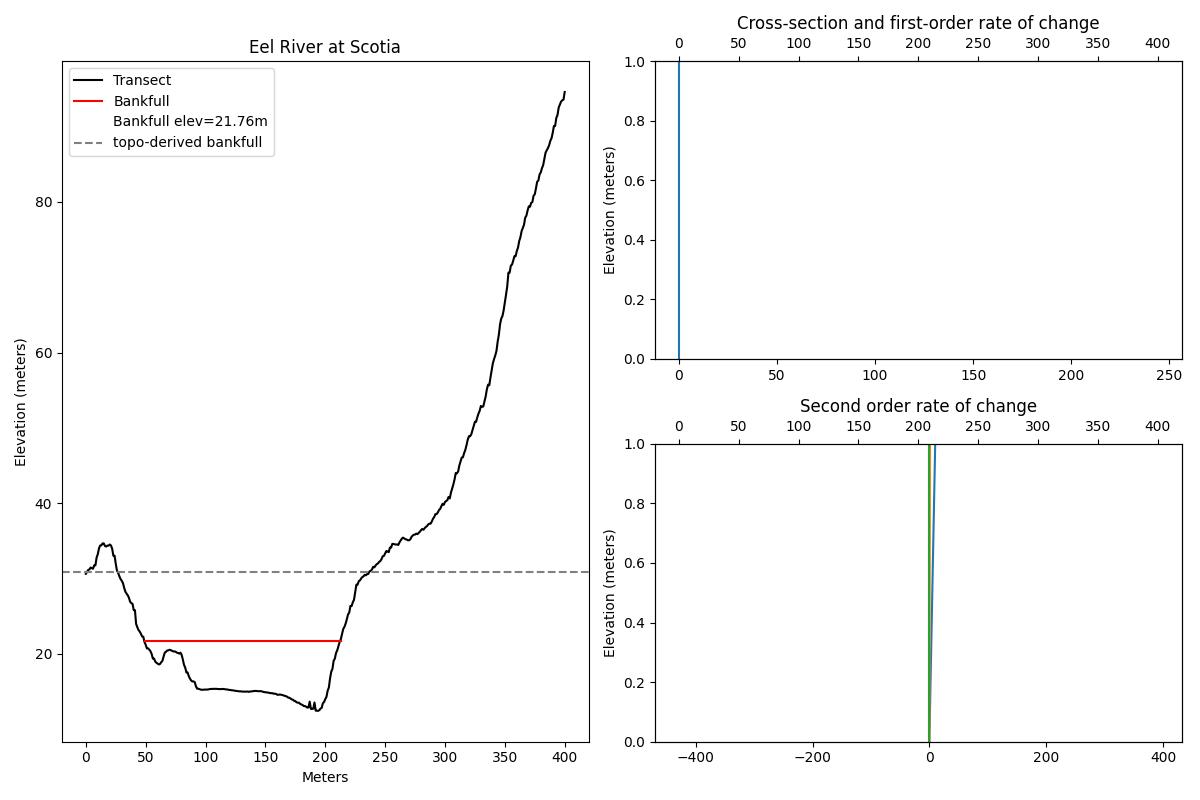 Eel River at Scotia
Transect
Bankfull
Bankfull elev=21.76m
topo-derived bankfull
80
60
40
20
Elevation (meters)
0 50 100 150 200 250 300 350 400
Meters
Cross-section and first-order rate of change
0 50 100 150 200 250 300 350 400
1.0
0.8
0.6
0.4
0.2
0.0
Elevation (meters)
0 50 100 150 200 250
Second order rate of change
0 50 100 150 200 250 300 350 400
1.0
0.8
0.6
0.4
0.2
0.0
Elevation (meters)
−400 −200 0 200 400